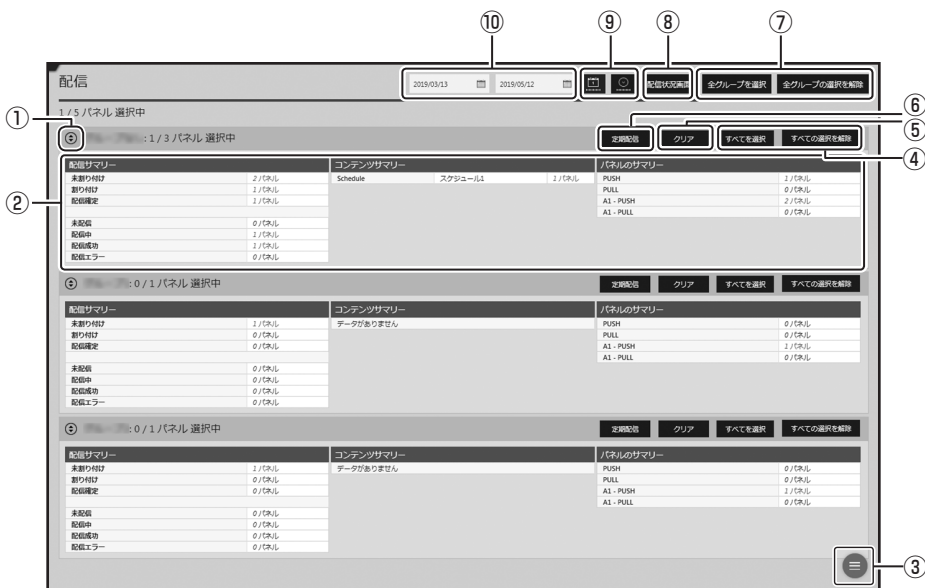 ⑩ ⑨ ⑧ ⑦
配信 2019/03/13 2019/05/12 配信状況画面 全グループを選択 全グループの選択を解除
1 / 5 パネル 選択中
① : 1 / 3 パネル 選択中 定期配信 クリア すべてを選択 すべての選択を解除 ⑥
⑤
④
②
配信サマリー コンテンツサマリー パネルのサマリー
未割り付け 2 パネル Schedule スケジュール1 1 パネル PUSH 1 パネル
割り付け 1 パネル PULL 0 パネル
配信確定 1 パネル A1 - PUSH 2 パネル
A1 - PULL 0 パネル
未配信 0 パネル
配信中 1 パネル
配信成功 1 パネル
配信エラー 0 パネル
: 0 / 1 パネル 選択中 定期配信 クリア すべてを選択 すべての選択を解除
配信サマリー コンテンツサマリー パネルのサマリー
未割り付け 1 パネル データがありません PUSH 0 パネル
割り付け 0 パネル PULL 0 パネル
配信確定 0 パネル A1 - PUSH 1 パネル
A1 - PULL 0 パネル
未配信 0 パネル
配信中 0 パネル
配信成功 0 パネル
配信エラー 0 パネル
: 0 / 1 パネル 選択中 定期配信 クリア すべてを選択 すべての選択を解除
配信サマリー コンテンツサマリー パネルのサマリー
未割り付け 1 パネル データがありません PUSH 0 パネル
割り付け 0 パネル PULL 0 パネル
配信確定 0 パネル A1 - PUSH 1 パネル
A1 - PULL 0 パネル
未配信 0 パネル
配信中 0 パネル
配信成功 0 パネル
配信エラー 0 パネル
③